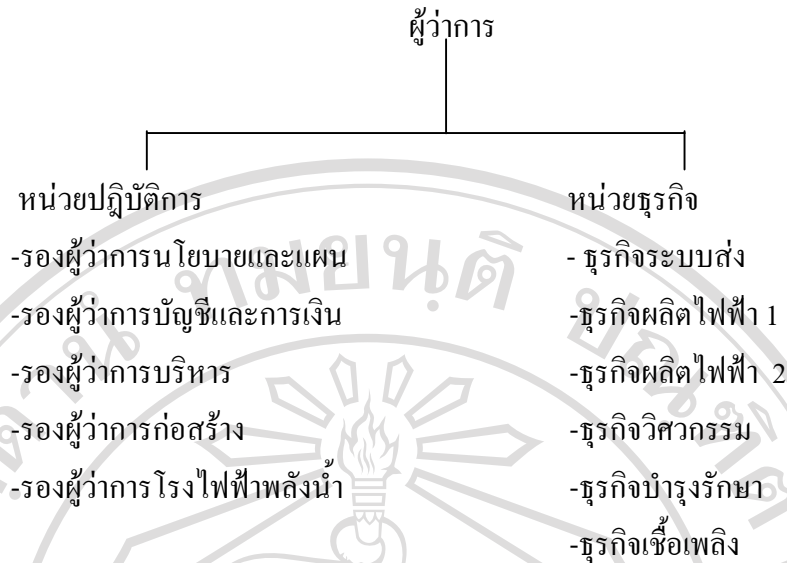 ผู้ว่าการ
หน่วยปฎิบัติการ
-รองผู้ว่าการนโยบายและแผน
-รองผู้ว่าการบัญชีและการเงิน
-รองผู้ว่าการบริหาร
-รองผู้ว่าการก่อสร้าง
-รองผู้ว่าการโรงไฟฟ้าพลังน้ำ
หน่วยธุรกิจ
- ธุรกิจระบบส่ง
-ธุรกิจผลิตไฟฟ้า 1
-ธุรกิจผลิตไฟฟ้า 2
-ธุรกิจวิศวกรรม
-ธุรกิจบำรุงรักษา
-ธุรกิจเชื้อเพลิง